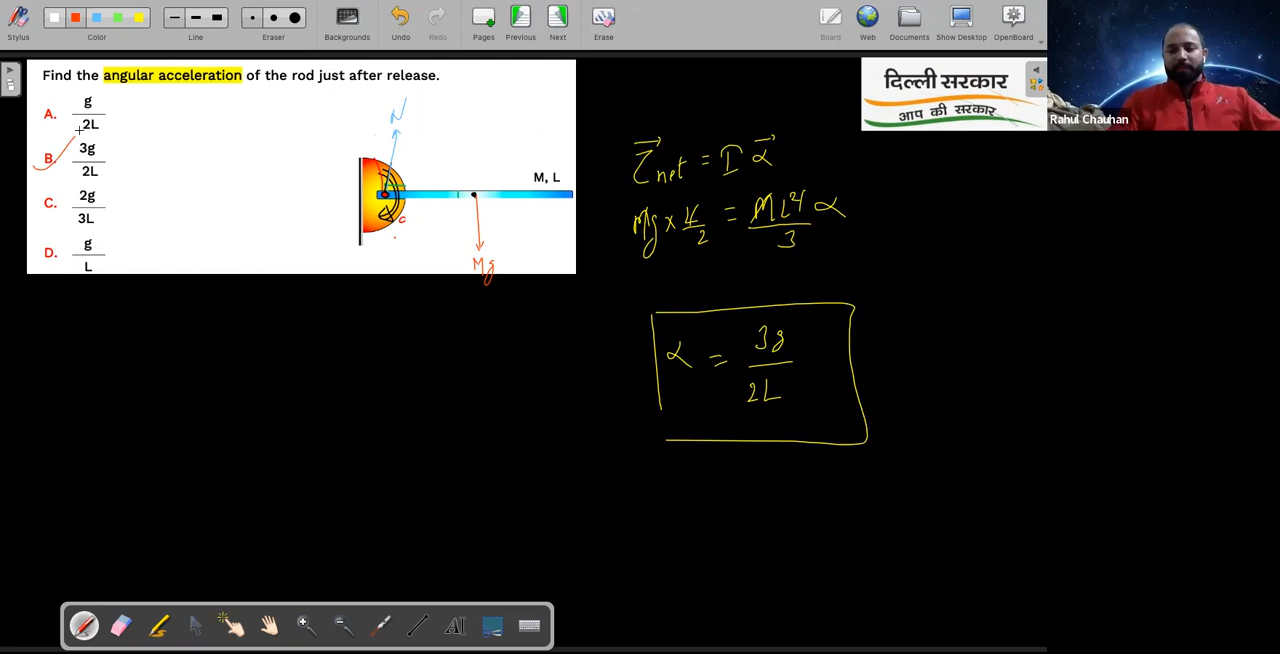 Stylus
Color
Line
Eraser
Backgrounds
Undo
Redo
Pages
Previous
Next
Erase
Board
Web
Documents
Show Desktop
OpenBoard
Find the angular acceleration of the rod just after release.
A. g
2L
B. 3g
2L
C. 2g
3L
D. g
L
N
M, L
C
Mg
दिल्ली सरकार
आप की सरकार
Rahul Chauhan
τnet = I α
Mg × L/2 = ML²/3 α
α = 3g
2L
AI